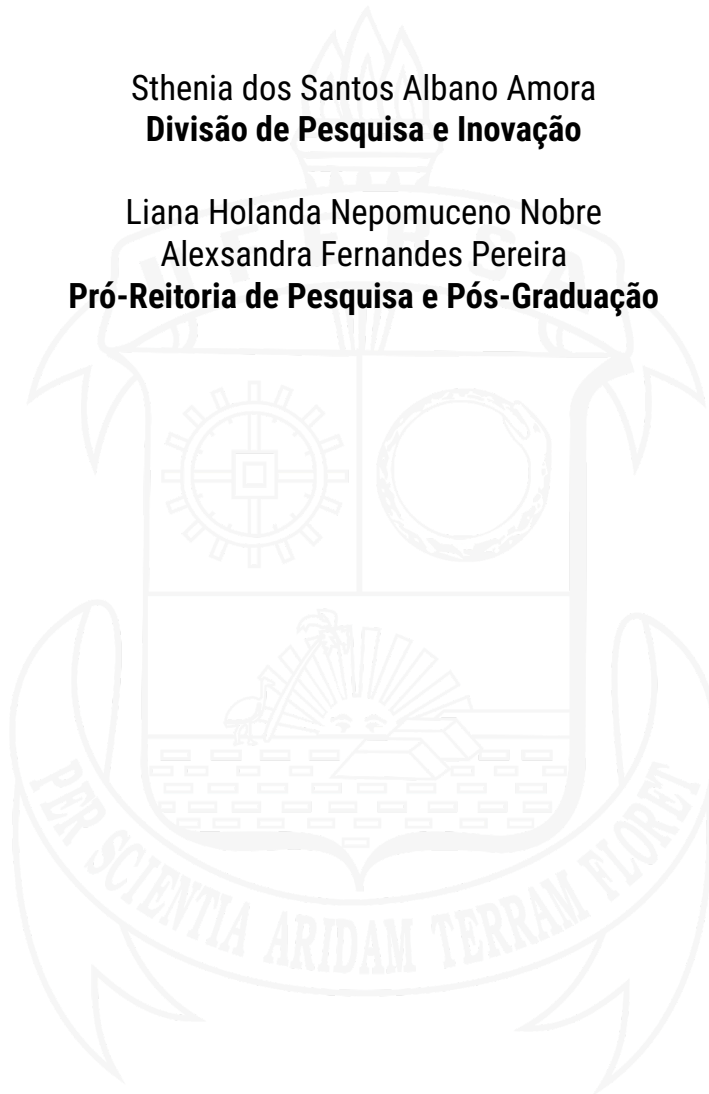 Sthenia dos Santos Albano Amora
Divisão de Pesquisa e Inovação
Liana Holanda Nepomuceno Nobre
Alexsandra Fernandes Pereira
Pró-Reitoria de Pesquisa e Pós-Graduação
UFERSA
PER SCIENTIA ARIDAM TERRAM FLORET